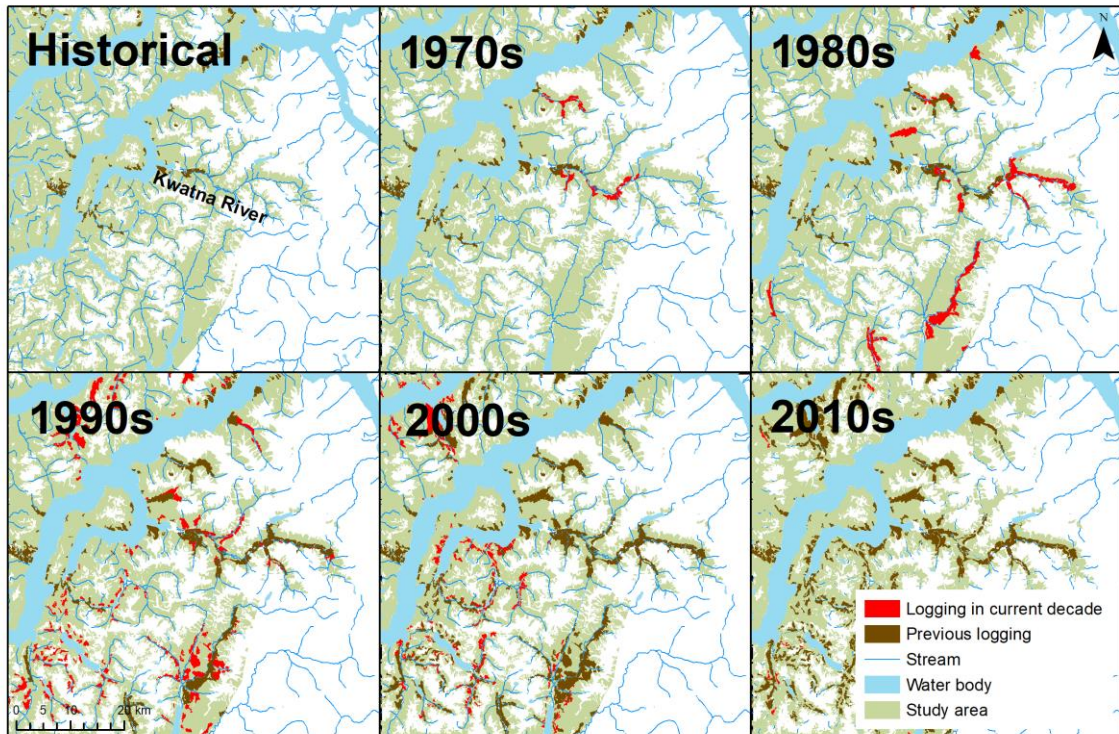 Historical
1970s
1980s
N
Kwatna River
1990s
2000s
2010s
0 5 10 20 km
Logging in current decade
Previous logging
Stream
Water body
Study area